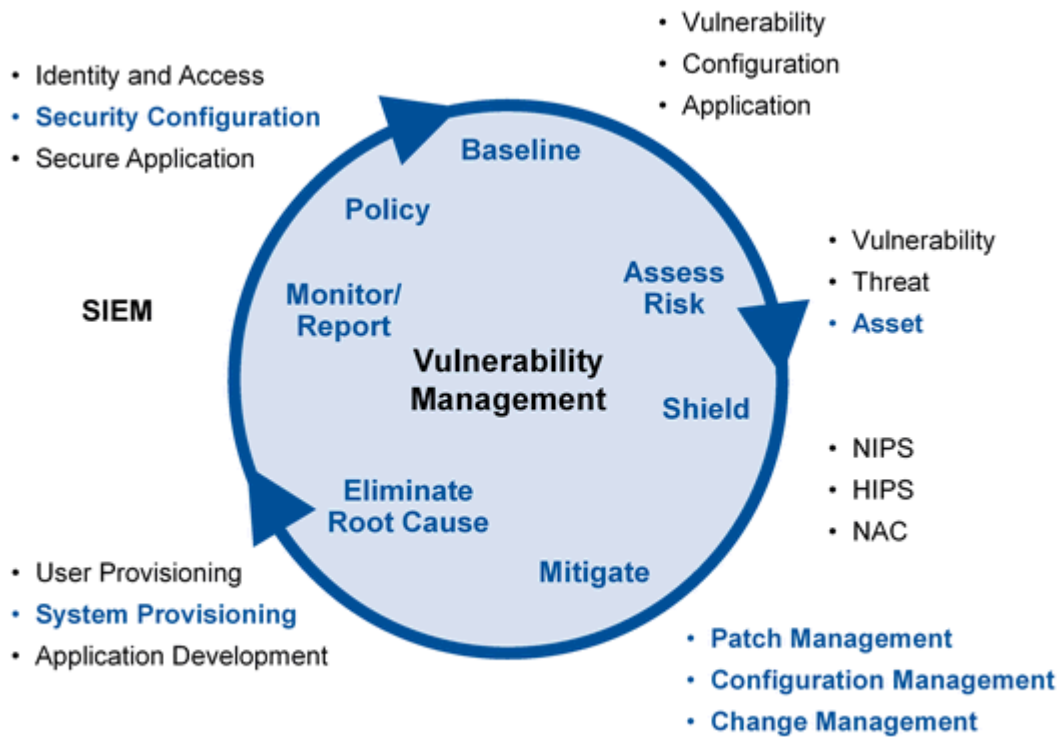 • Vulnerability
• Configuration
• Application
• Identity and Access
• Security Configuration
• Secure Application
Baseline
Policy
Assess
Risk
• Vulnerability
• Threat
• Asset
Monitor/
Report
SIEM
Vulnerability
Management
Shield
• NIPS
• HIPS
• NAC
Eliminate
Root Cause
Mitigate
• User Provisioning
• System Provisioning
• Application Development
• Patch Management
• Configuration Management
• Change Management